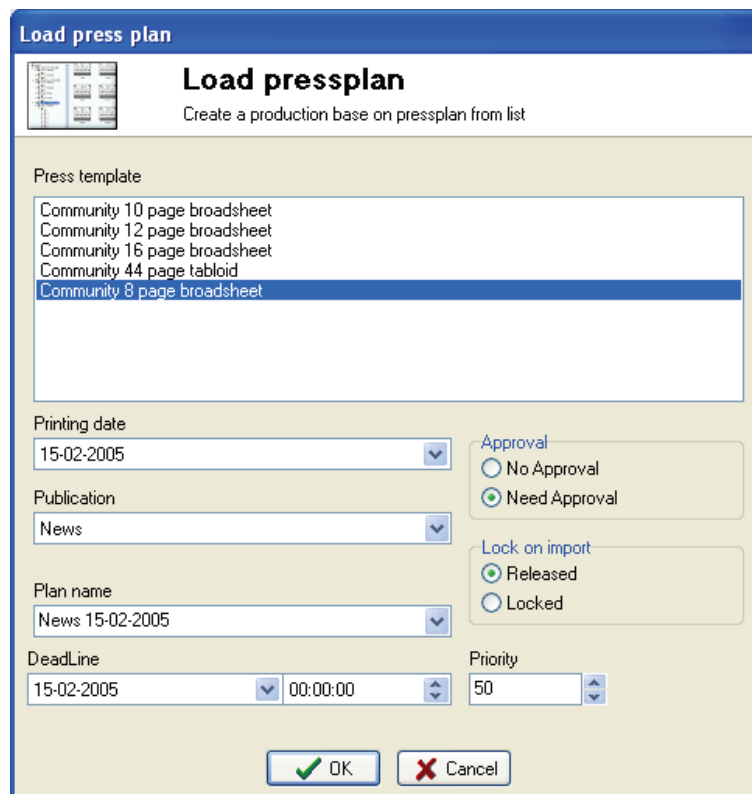 Load press plan
Load pressplan
Create a production base on pressplan from list
Press template
Community 10 page broadsheet
Community 12 page broadsheet
Community 16 page broadsheet
Community 44 page tabloid
Community 8 page broadsheet
Printing date
15-02-2005
Approval
No Approval
Need Approval
Publication
News
Lock on import
Released
Locked
Plan name
News 15-02-2005
DeadLine
15-02-2005 00:00:00
Priority
50
OK Cancel